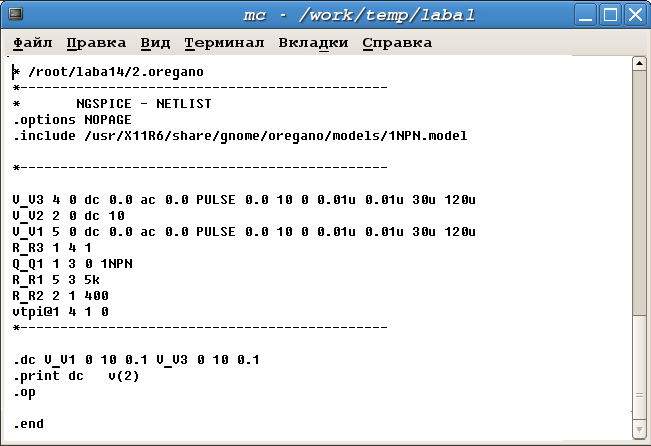 mc - /work/temp/laba1
Файл Правка Вид Терминал Вкладки Справка
* /root/laba14/2.oregano
*----------------------------------------------
*       NGSPICE - NETLIST
.options NOPAGE
.include /usr/X11R6/share/gnome/oregano/models/1NPN.model
*----------------------------------------------
V_V3 4 0 dc 0.0 ac 0.0 PULSE 0.0 10 0 0.01u 0.01u 30u 120u
V_V2 2 0 dc 10
V_V1 5 0 dc 0.0 ac 0.0 PULSE 0.0 10 0 0.01u 0.01u 30u 120u
R_R3 1 4 1
Q_Q1 1 3 0 1NPN
R_R1 5 3 5k
R_R2 2 1 400
vtpi@1 4 1 0
*----------------------------------------------
.dc V_V1 0 10 0.1 V_V3 0 10 0.1
.print dc   v(2)
.op
.end